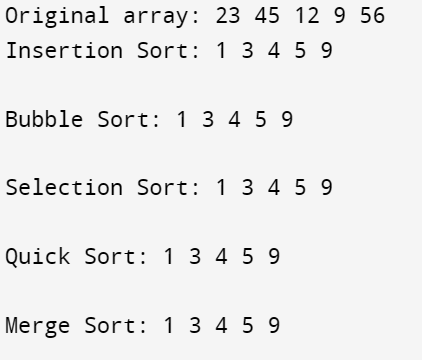 Original array: 23 45 12 9 56
Insertion Sort: 1 3 4 5 9
Bubble Sort: 1 3 4 5 9
Selection Sort: 1 3 4 5 9
Quick Sort: 1 3 4 5 9
Merge Sort: 1 3 4 5 9